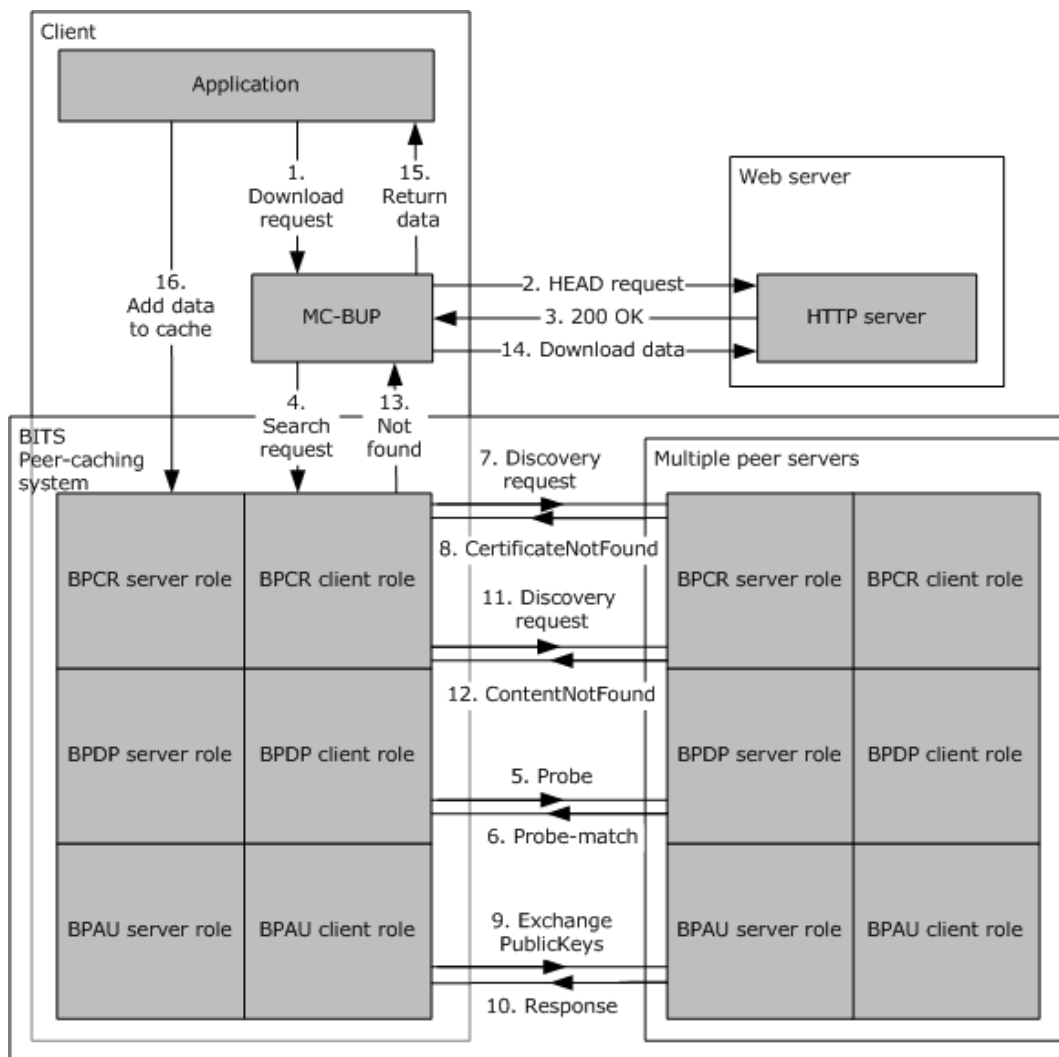 Client
Application
1.
Download
request
15.
Return
data
Web server
16.
Add data
to cache
MC-BUP
2. HEAD request
3. 200 OK
14. Download data
HTTP server
4.
Search
request
13.
Not
found
BITS
Peer-caching
system
7. Discovery
request
Multiple peer servers
8. CertificateNotFound
BPCR server role
BPCR client role
11. Discovery
request
BPCR server role
BPCR client role
12. ContentNotFound
BPDP server role
BPDP client role
5. Probe
6. Probe-match
BPDP server role
BPDP client role
BPAU server role
BPAU client role
9. Exchange
PublicKeys
10. Response
BPAU server role
BPAU client role